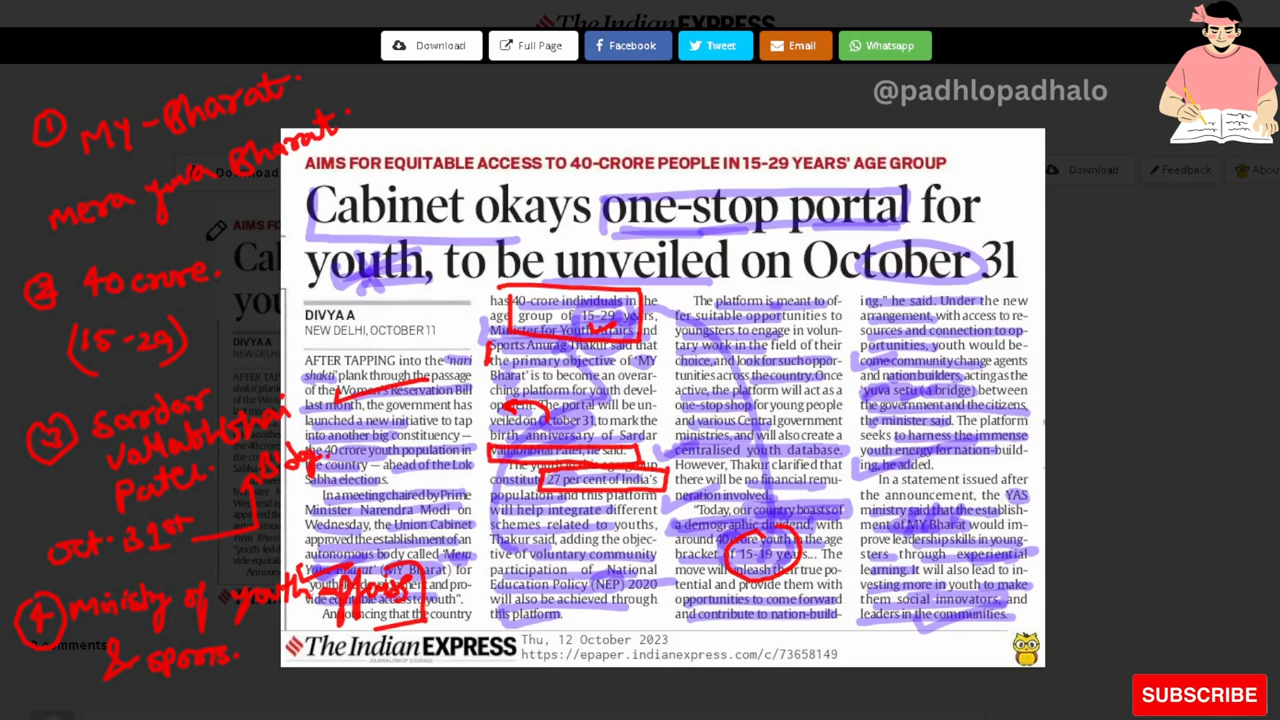 The Indian EXPRESS
Download
Full Page
Facebook
Tweet
Email
Whatsapp
@padhlopadhalo
Download
Feedback
Abou
① MY-Bharat.
mera yuva Bharat.
② 40 crore.
(15-29)
③ Sardar
vallabhbhai
Patel.
Oct. 31st
④ Ministry of youth
& sports.
AIMS FOR EQUITABLE ACCESS TO 40-CRORE PEOPLE IN 15-29 YEARS' AGE GROUP
Cabinet okays one-stop portal for
youth, to be unveiled on October 31
DIVYA A
NEW DELHI, OCTOBER 11
AFTER TAPPING into the 'nari
shakti' plank through the passage
of the Women's Reservation Bill
last month, the government has
launched a new initiative to tap
into another big constituency —
the 40 crore youth population in
the country — ahead of the Lok
Sabha elections.
In a meeting chaired by Prime
Minister Narendra Modi on
Wednesday, the Union Cabinet
approved the establishment of an
autonomous body called 'Mera
Yuva Bharat' (MY Bharat) for
"youth-led development and pro-
vide equitable access to youth".
Announcing that the country
has 40-crore individuals in the
age group of 15-29 years,
Minister for Youth Affairs and
Sports Anurag Thakur said that
the primary objective of 'MY
Bharat' is to become an overar-
ching platform for youth devel-
opment. The portal will be un-
veiled on October 31, to mark the
birth anniversary of Sardar
Vallabhbhai Patel, he said.
The youth in this age group
constitute 27 per cent of India's
population and this platform
will help integrate different
schemes related to youths,
Thakur said, adding the objec-
tive of voluntary community
participation of National
Education Policy (NEP) 2020
will also be achieved through
this platform.
The platform is meant to of-
fer suitable opportunities to
youngsters to engage in volun-
tary work in the field of their
choice, and look for such oppor-
tunities across the country. Once
active, the platform will act as a
one-stop shop for young people
and various Central government
ministries, and will also create a
centralised youth database.
However, Thakur clarified that
there will be no financial remu-
neration involved.
"Today, our country boasts of
a demographic dividend, with
around 40 crore youth in the age
bracket of 15-19 years... The
move will unleash their true po-
tential and provide them with
opportunities to come forward
and contribute to nation-build-
ing," he said. Under the new
arrangement, with access to re-
sources and connection to op-
portunities, youth would be-
come community change agents
and nation builders, acting as the
yuva setu (a bridge) between
the government and the citizens,
the minister said. The platform
seeks to harness the immense
youth energy for nation-build-
ing, he added.
In a statement issued after
the announcement, the YAS
ministry said that the establish-
ment of MY Bharat would im-
prove leadership skills in young-
sters through experiential
learning. It will also lead to in-
vesting more in youth to make
them social innovators, and
leaders in the communities.
The Indian EXPRESS
JOURNALISM OF COURAGE
Thu, 12 October 2023
https://epaper.indianexpress.com/c/73658149
SUBSCRIBE